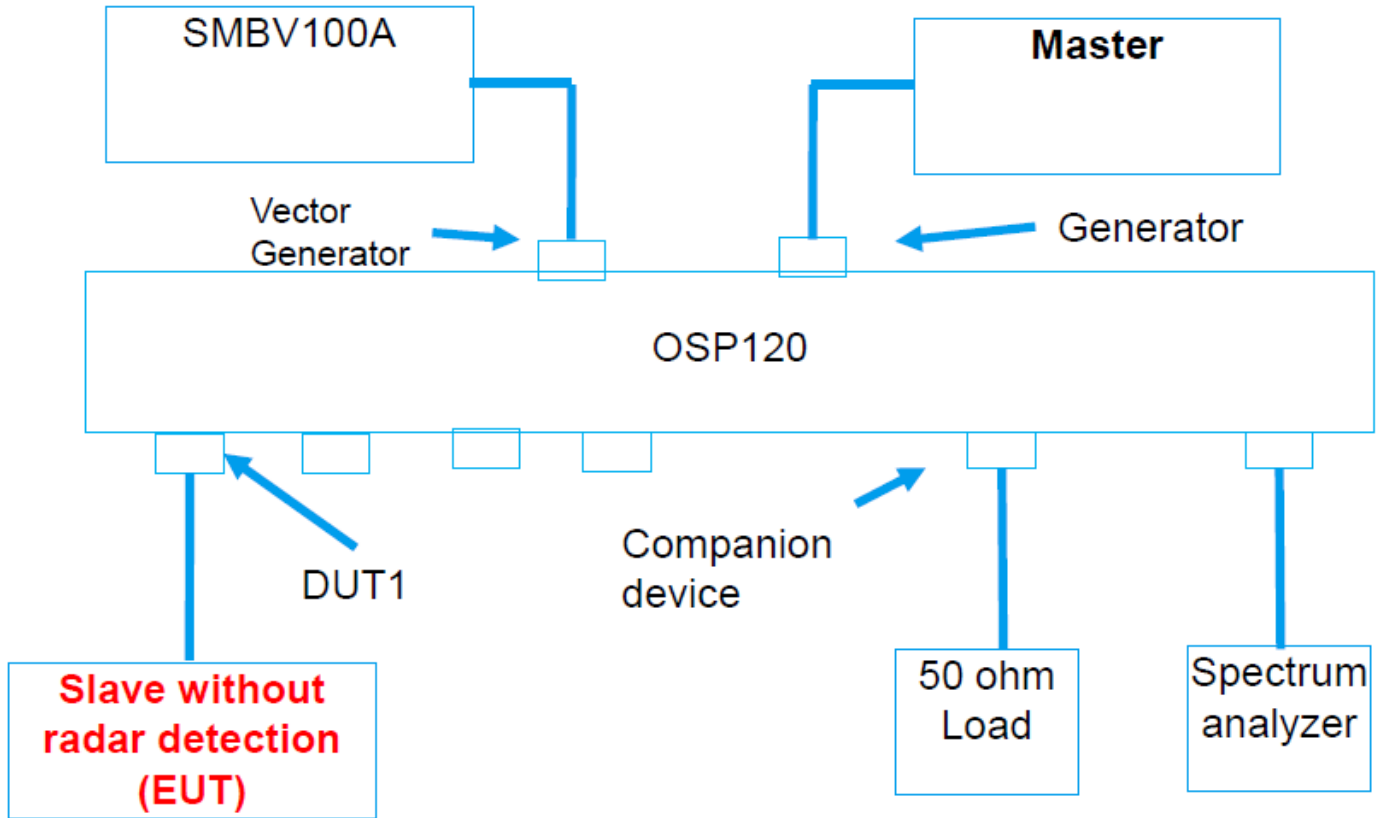 SMBV100A
Master
Vector
Generator
Generator
OSP120
DUT1
Companion
device
Slave without
radar detection
(EUT)
50 ohm
Load
Spectrum
analyzer